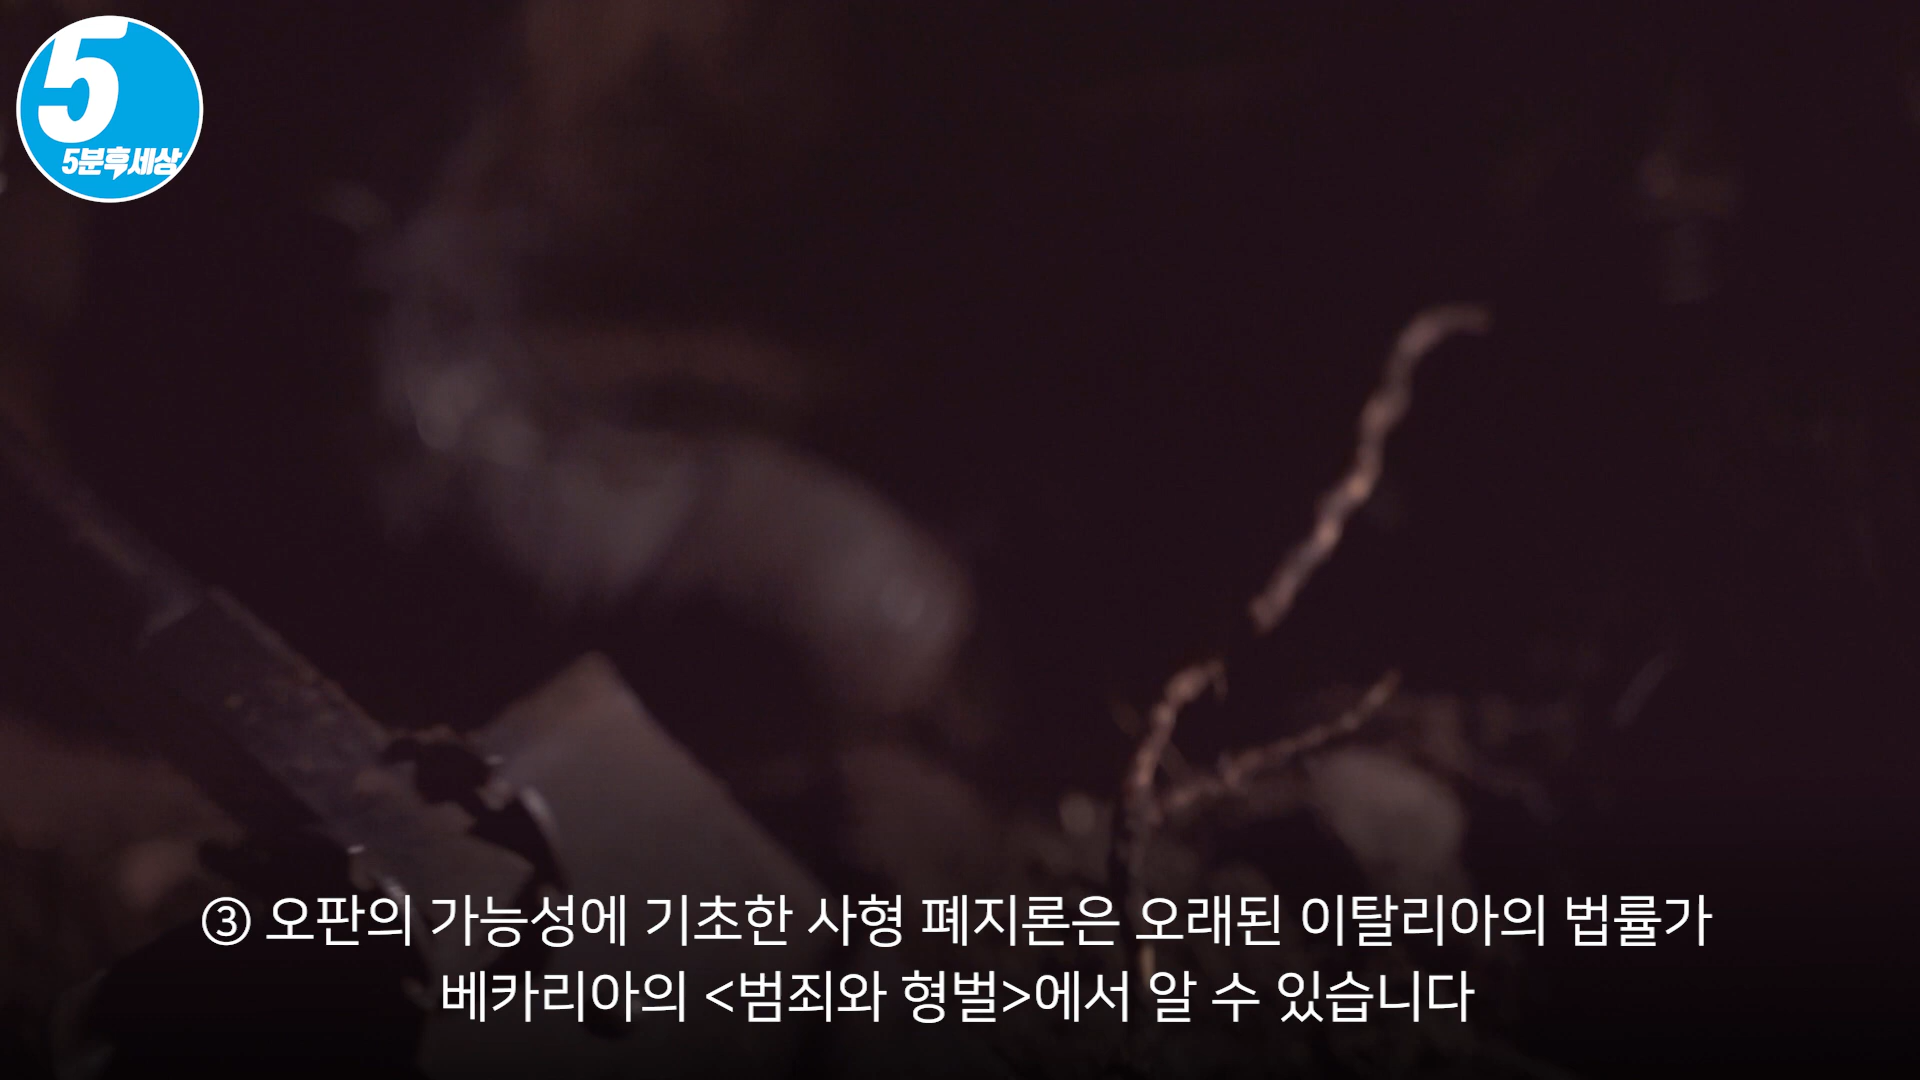 5
5분후세상
③ 오판의 가능성에 기초한 사형 폐지론은 오래된 이탈리아의 법률가
베카리아의 <범죄와 형벌>에서 알 수 있습니다